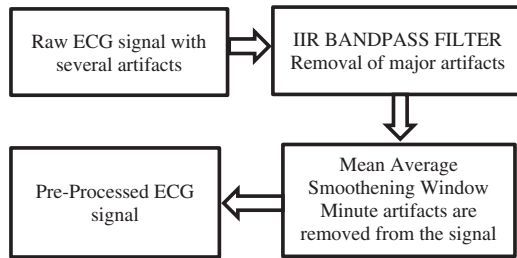 Raw ECG signal with
several artifacts
IIR BANDPASS FILTER
Removal of major artifacts
Mean Average
Smoothening Window
Minute artifacts are
removed from the signal
Pre-Processed ECG
signal